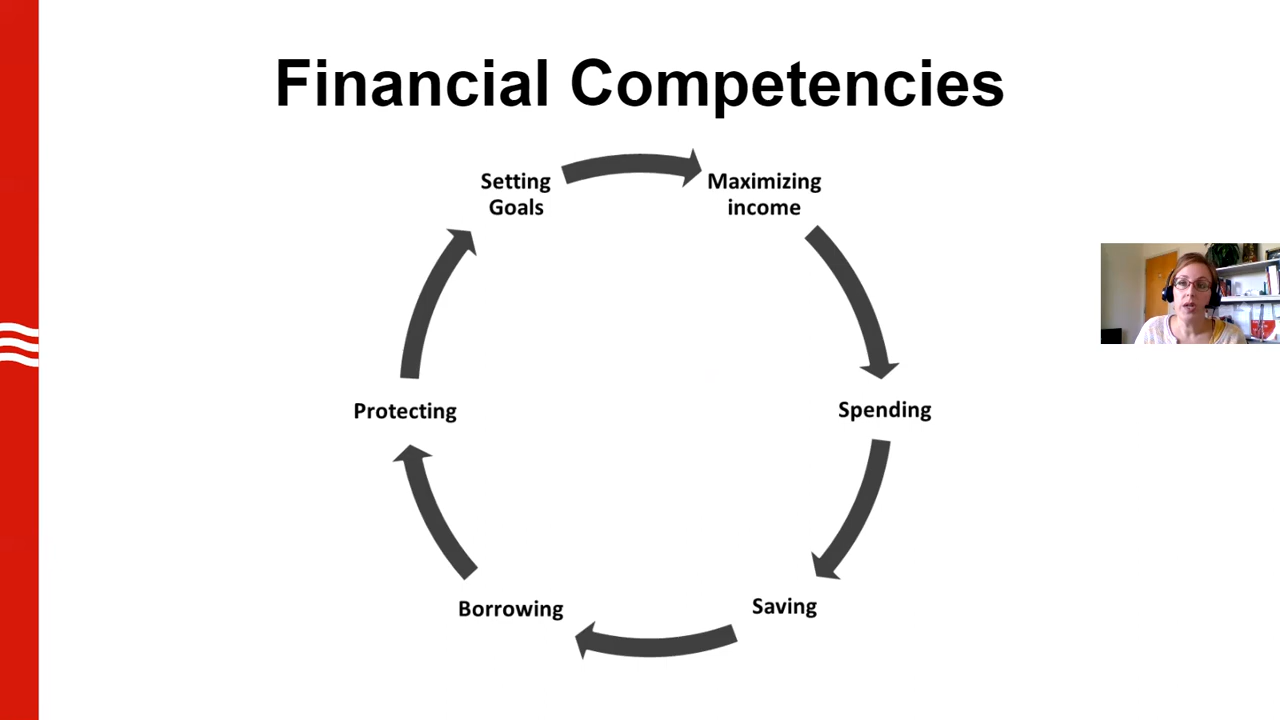 Financial Competencies
Setting
Goals
Maximizing
income
Spending
Saving
Borrowing
Protecting